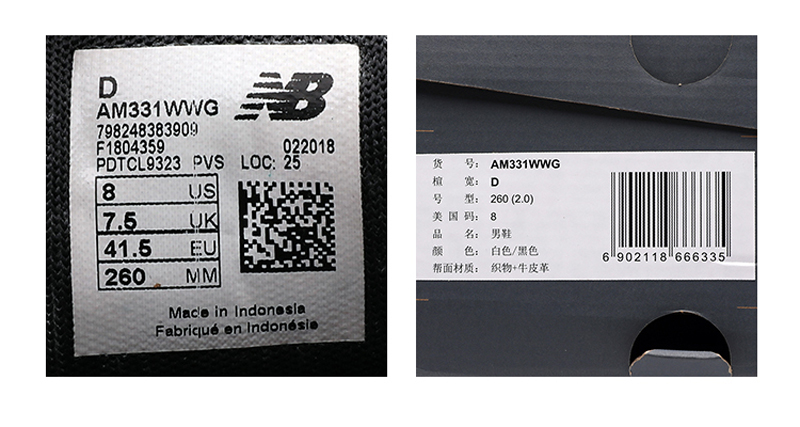 D
AM331WWG
NB
798248383909
F1804359 022018
PDTCL9323 PVS LOC: 25
8 US
7.5 UK
41.5 EU
260 MM
Made in Indonesia
Fabriqué en Indonésie
货号： AM331WWG
楦宽： D
号型： 260 (2.0)
美国码： 8
品名： 男鞋
颜色： 白色/黑色
帮面材质： 织物+牛皮革
6 902118 666335